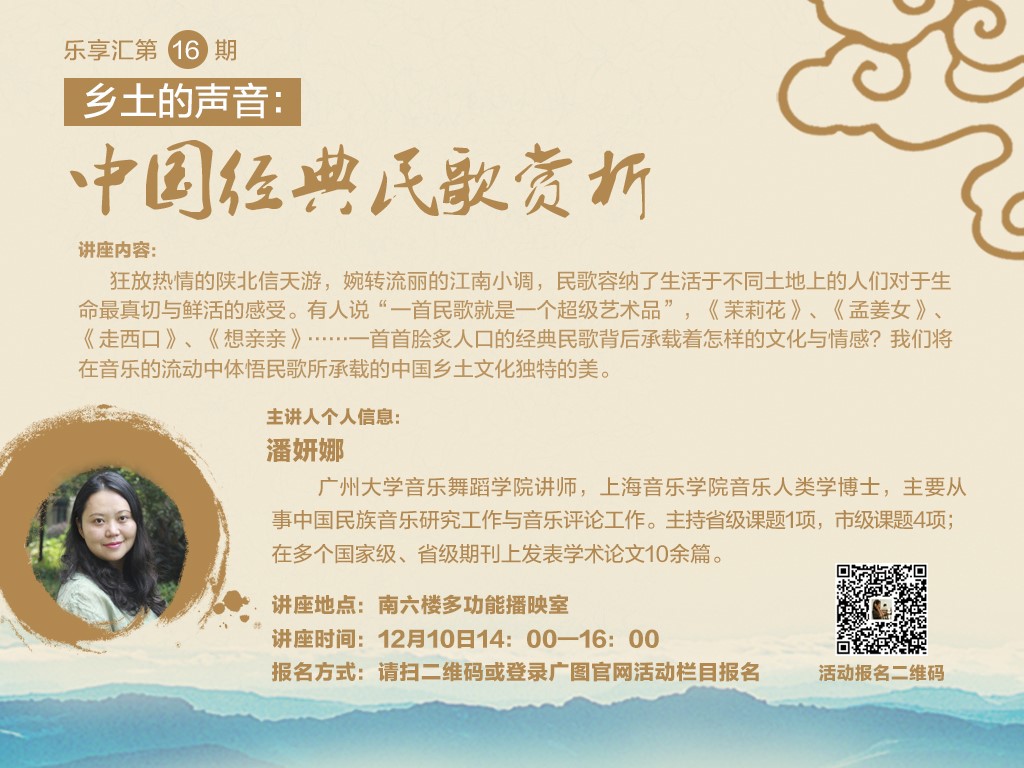 乐享汇第 16 期
乡土的声音：
中国经典民歌赏析
讲座内容：
狂放热情的陕北信天游，婉转流丽的江南小调，民歌容纳了生活于不同土地上的人们对于生
命最真切与鲜活的感受。有人说“一首民歌就是一个超级艺术品”，《茉莉花》、《孟姜女》、
《走西口》、《想亲亲》……一首首脍炙人口的经典民歌背后承载着怎样的文化与情感？我们将
在音乐的流动中体悟民歌所承载的中国乡土文化独特的美。
主讲人个人信息：
潘妍娜
广州大学音乐舞蹈学院讲师，上海音乐学院音乐人类学博士，主要从
事中国民族音乐研究工作与音乐评论工作。主持省级课题1项，市级课题4项；
在多个国家级、省级期刊上发表学术论文10余篇。
讲座地点：南六楼多功能播映室
讲座时间：12月10日14：00—16：00
报名方式：请扫二维码或登录广图官网活动栏目报名
活动报名二维码